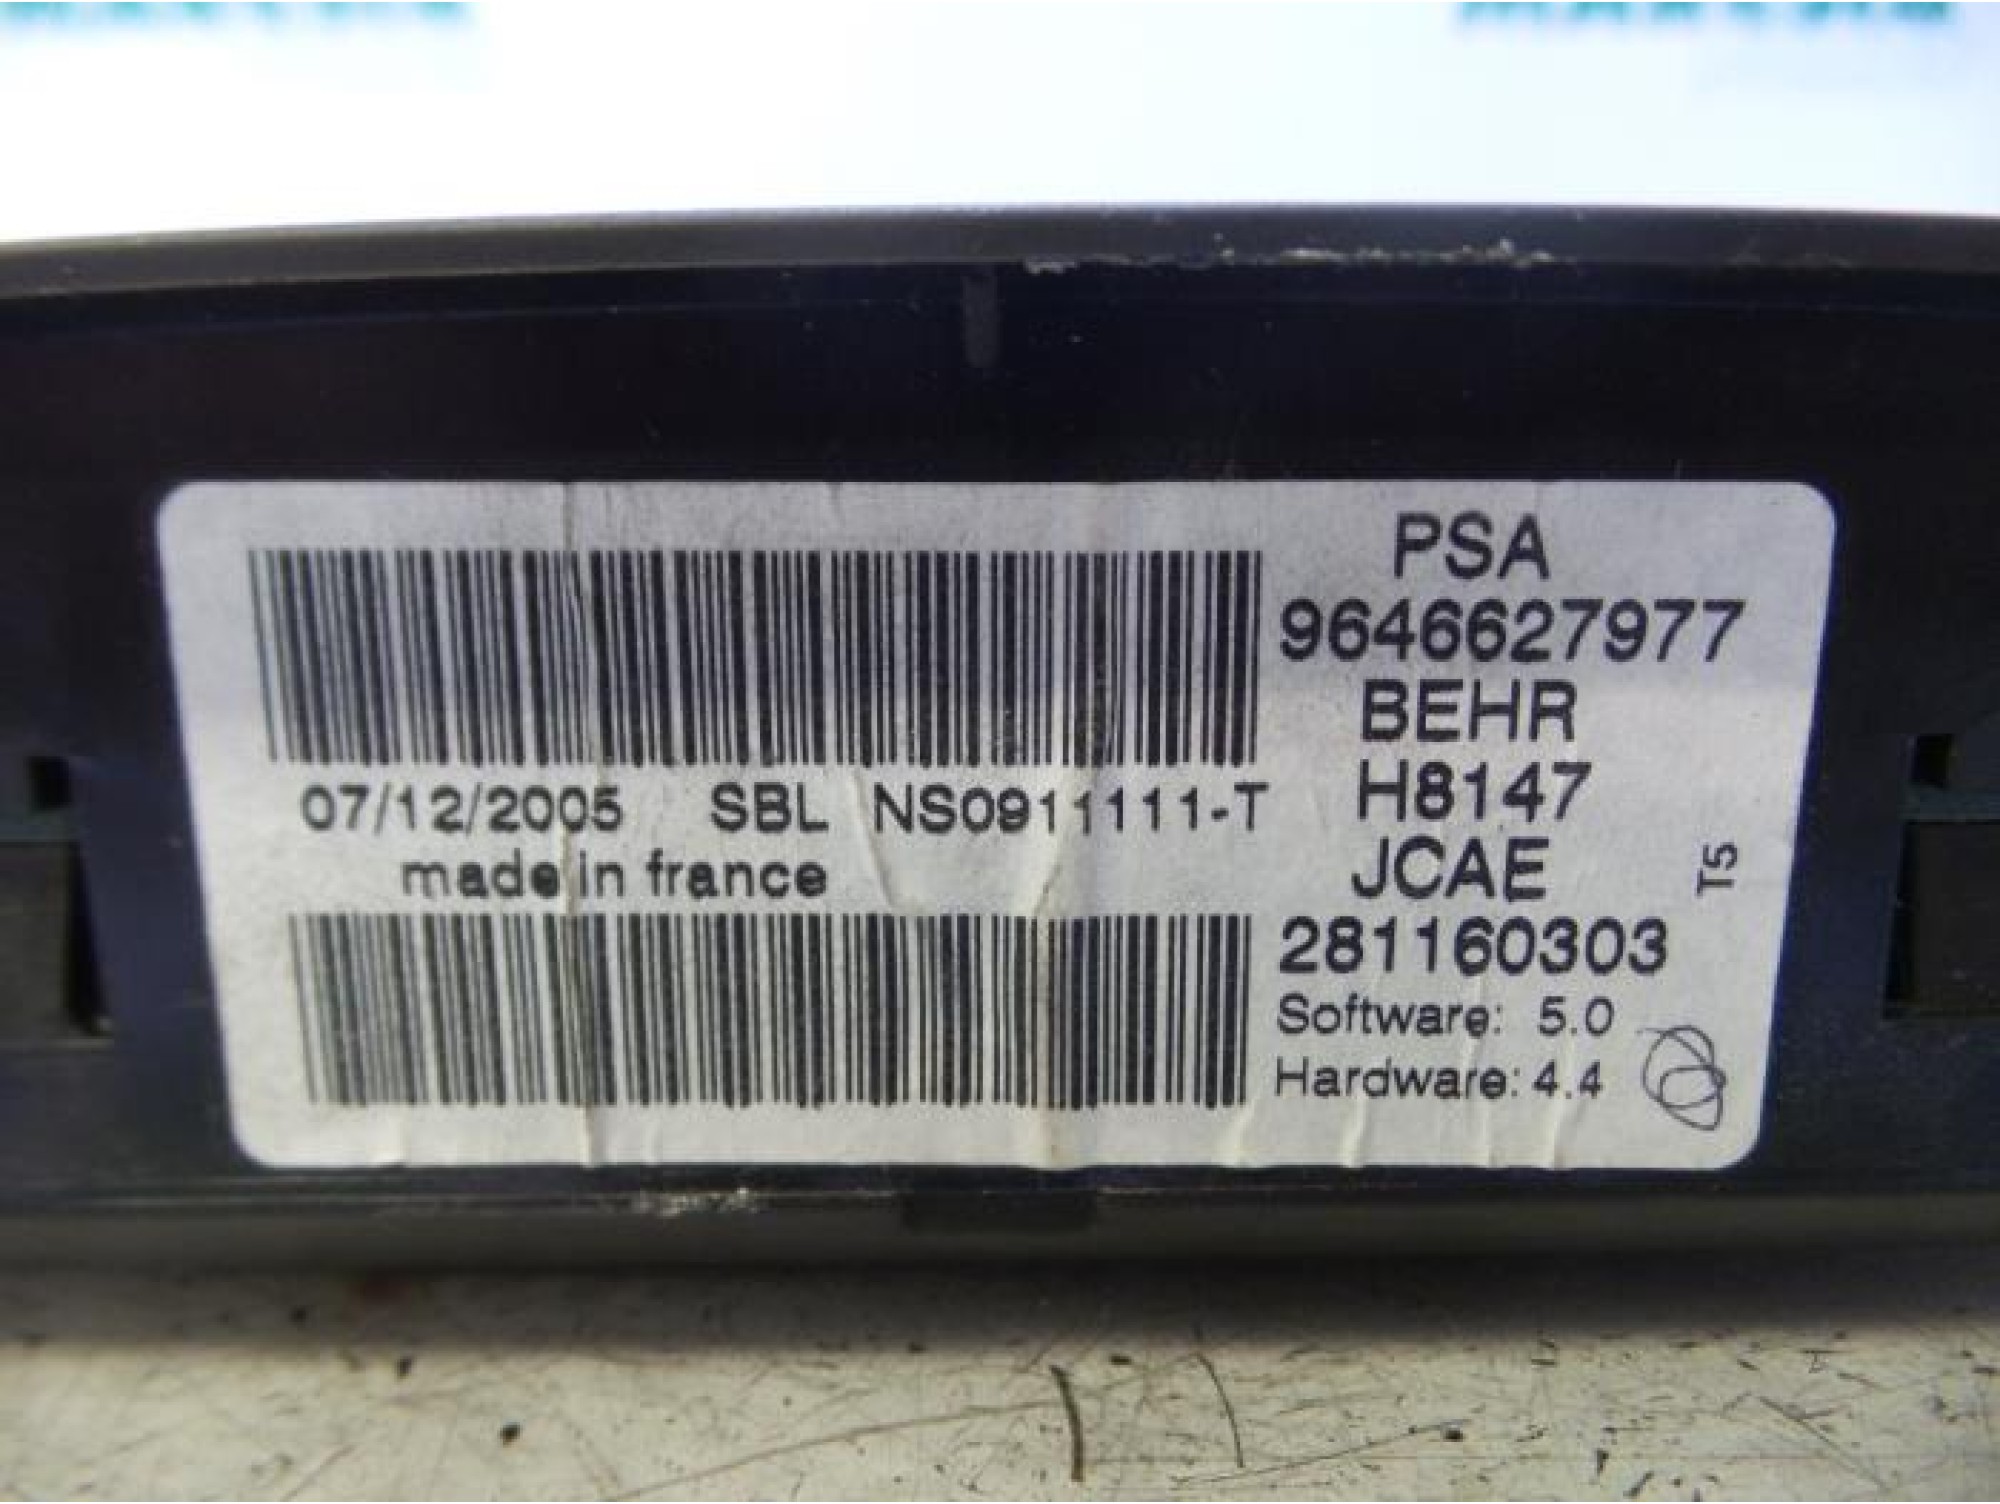 PSA
9646627977
BEHR
H8147
07/12/2005 SBL NS0911111-T
made in france
JCAE
T5
281160303
Software: 5.0
Hardware: 4.4